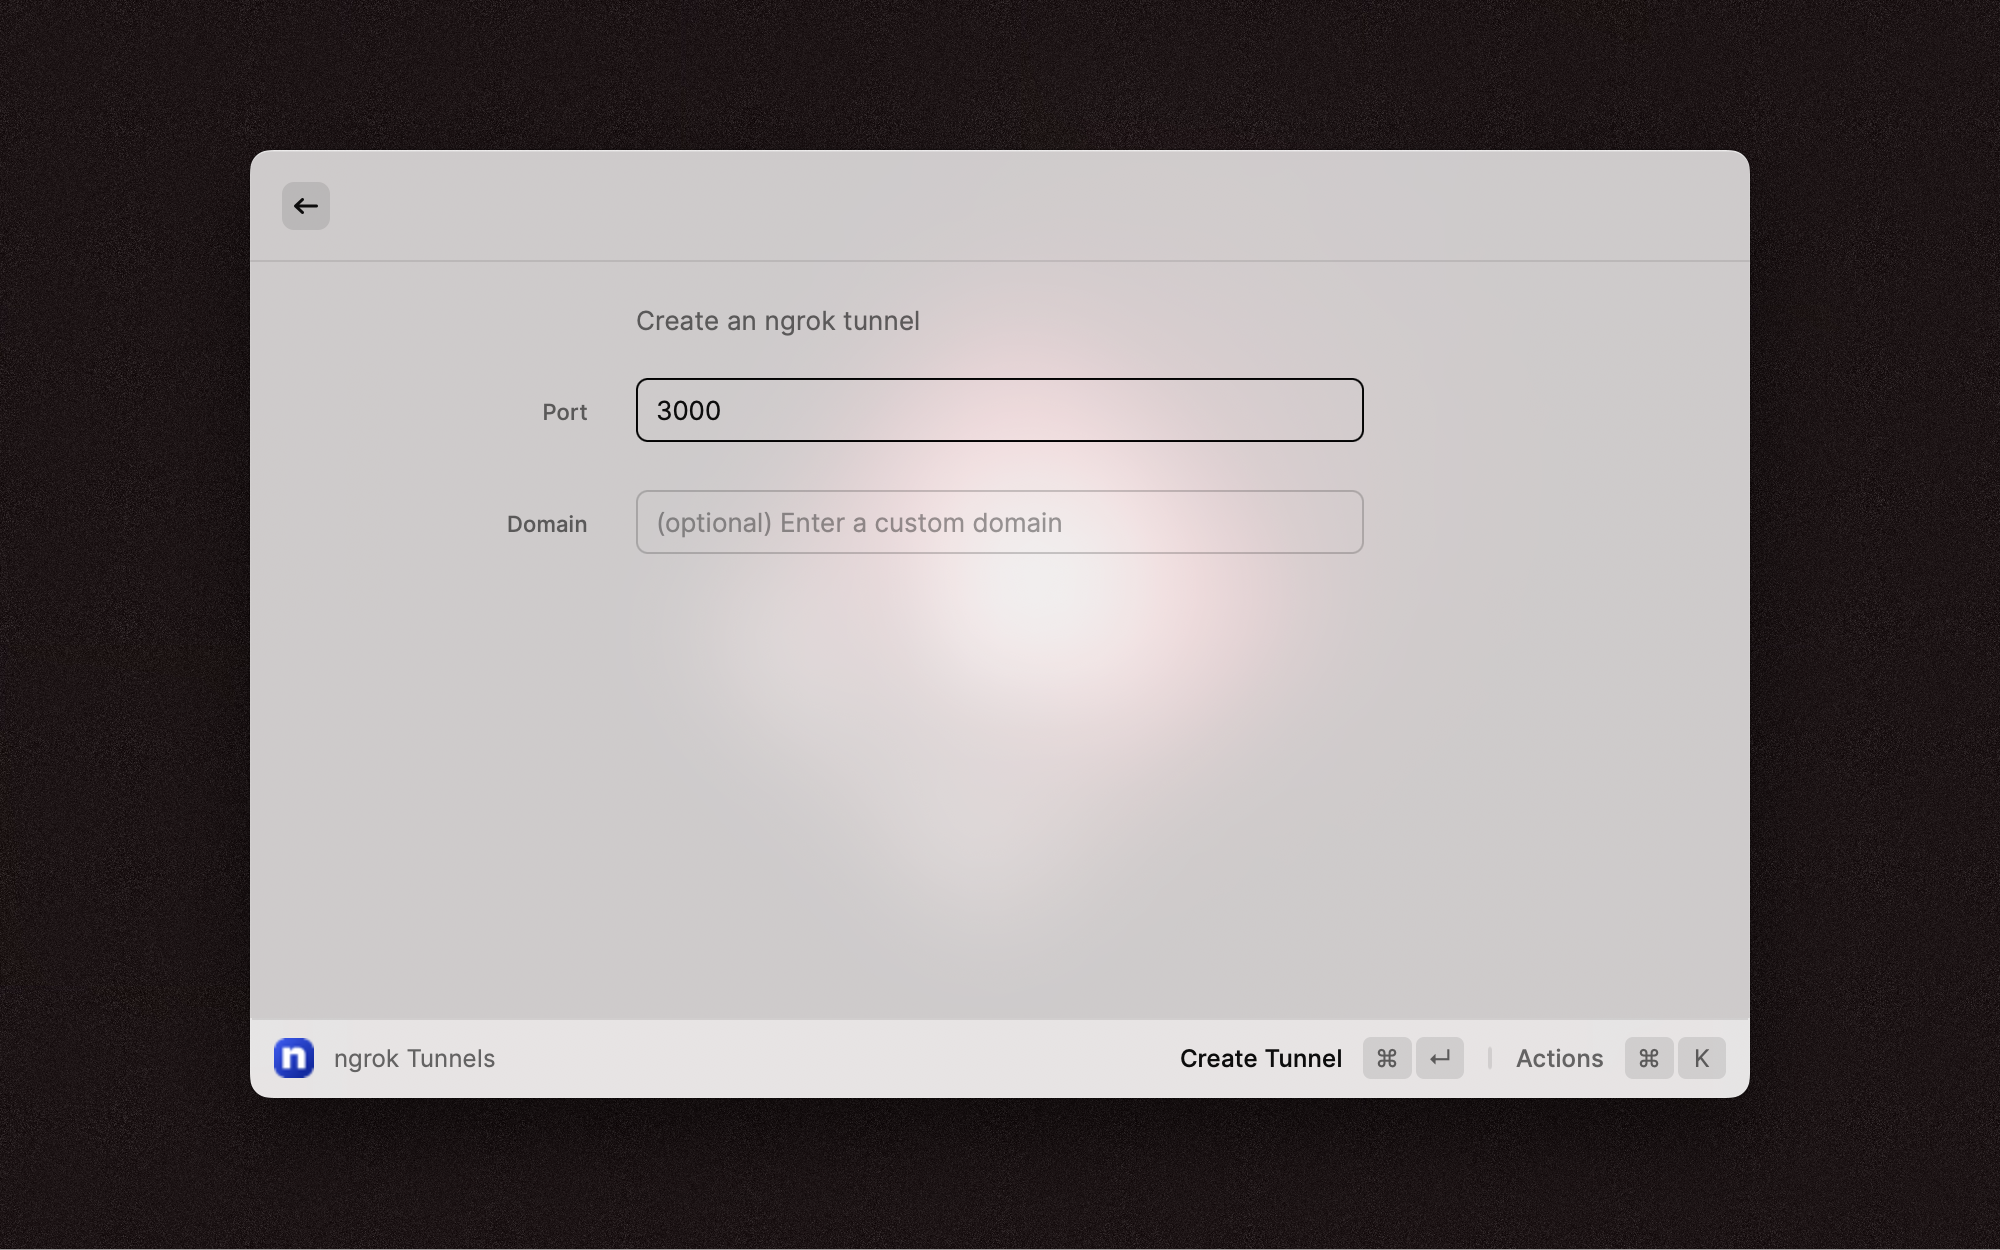 Create an ngrok tunnel
Port 3000
Domain (optional) Enter a custom domain
n ngrok Tunnels Create Tunnel ⌘ ↵ Actions ⌘ K